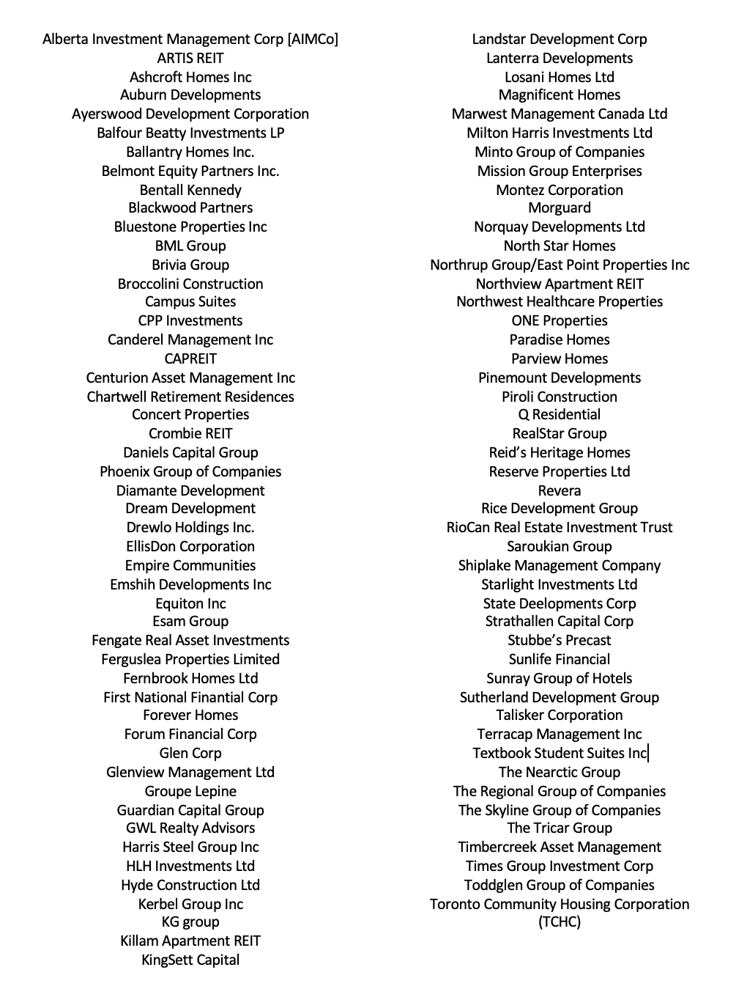 Alberta Investment Management Corp [AIMCo]
ARTIS REIT
Ashcroft Homes Inc
Auburn Developments
Ayerswood Development Corporation
Balfour Beatty Investments LP
Ballantry Homes Inc.
Belmont Equity Partners Inc.
Bentall Kennedy
Blackwood Partners
Bluestone Properties Inc
BML Group
Brivia Group
Broccolini Construction
Campus Suites
CPP Investments
Canderel Management Inc
CAPREIT
Centurion Asset Management Inc
Chartwell Retirement Residences
Concert Properties
Crombie REIT
Daniels Capital Group
Phoenix Group of Companies
Diamante Development
Dream Development
Drewlo Holdings Inc.
EllisDon Corporation
Empire Communities
Emshih Developments Inc
Equiton Inc
Esam Group
Fengate Real Asset Investments
Ferguslea Properties Limited
Fernbrook Homes Ltd
First National Finantial Corp
Forever Homes
Forum Financial Corp
Glen Corp
Glenview Management Ltd
Groupe Lepine
Guardian Capital Group
GWL Realty Advisors
Harris Steel Group Inc
HLH Investments Ltd
Hyde Construction Ltd
Kerbel Group Inc
KG group
Killam Apartment REIT
KingSett Capital
Landstar Development Corp
Lanterra Developments
Losani Homes Ltd
Magnificent Homes
Marwest Management Canada Ltd
Milton Harris Investments Ltd
Minto Group of Companies
Mission Group Enterprises
Montez Corporation
Morguard
Norquay Developments Ltd
North Star Homes
Northrup Group/East Point Properties Inc
Northview Apartment REIT
Northwest Healthcare Properties
ONE Properties
Paradise Homes
Parview Homes
Pinemount Developments
Piroli Construction
Q Residential
RealStar Group
Reid’s Heritage Homes
Reserve Properties Ltd
Revera
Rice Development Group
RioCan Real Estate Investment Trust
Saroukian Group
Shiplake Management Company
Starlight Investments Ltd
State Deelopments Corp
Strathallen Capital Corp
Stubbe’s Precast
Sunlife Financial
Sunray Group of Hotels
Sutherland Development Group
Talisker Corporation
Terracap Management Inc
Textbook Student Suites Inc
The Nearctic Group
The Regional Group of Companies
The Skyline Group of Companies
The Tricar Group
Timbercreek Asset Management
Times Group Investment Corp
Toddglen Group of Companies
Toronto Community Housing Corporation
(TCHC)